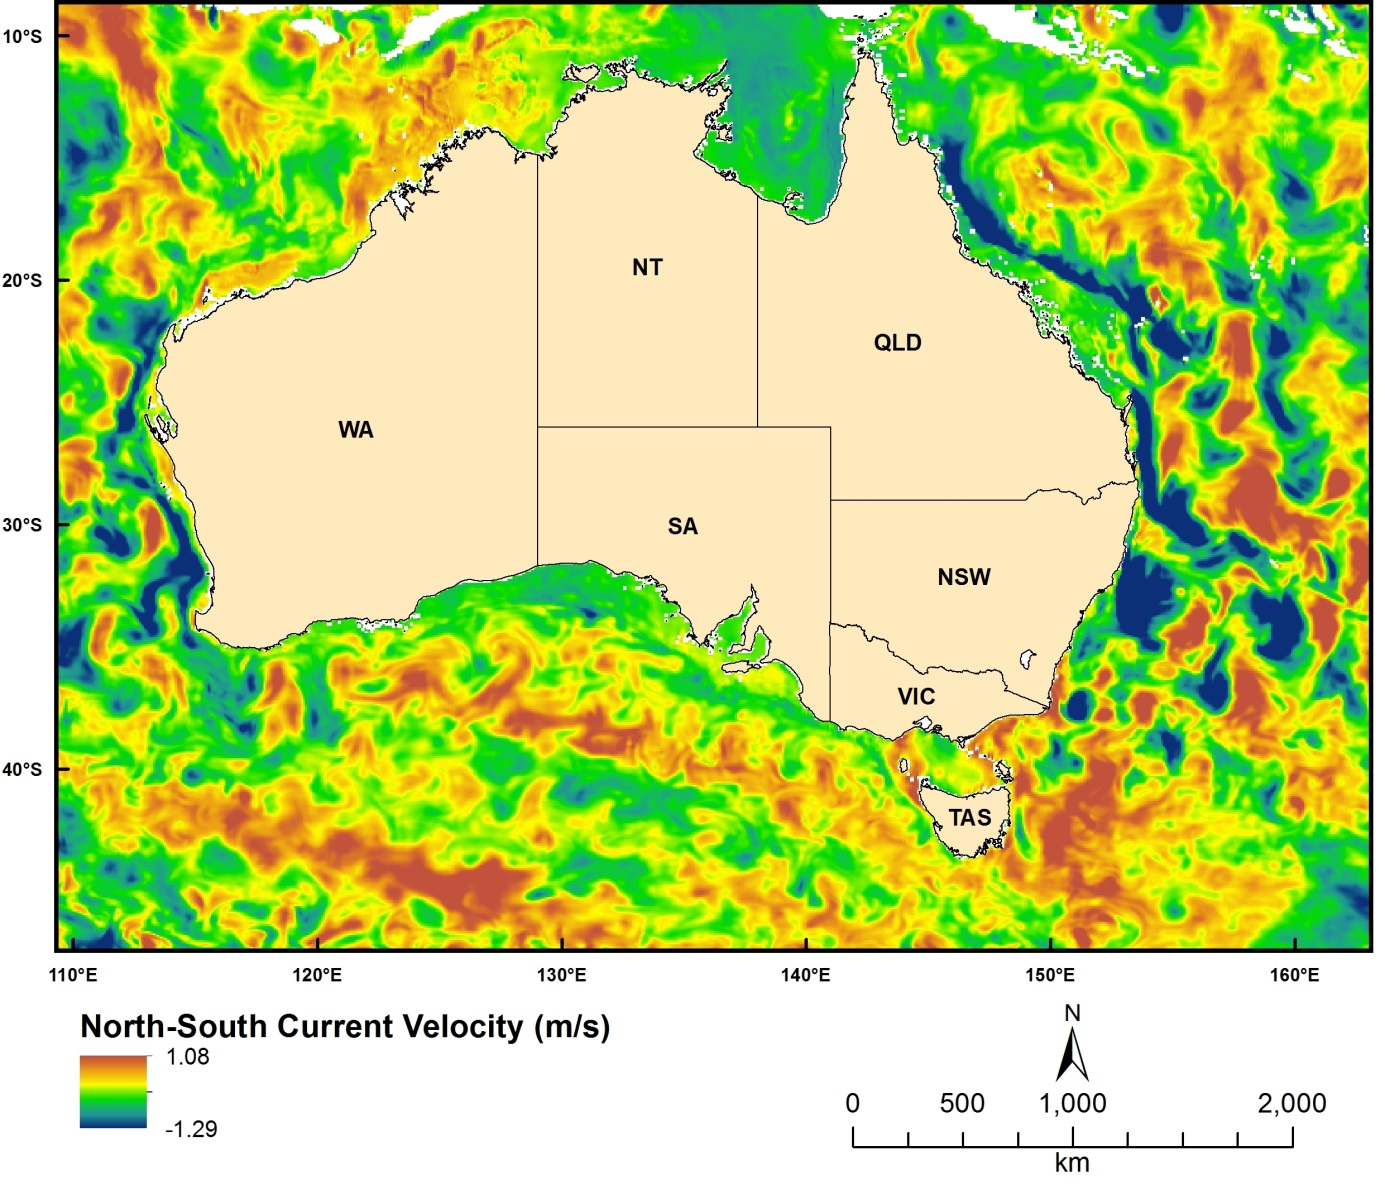 10°S
20°S
30°S
40°S
NT
QLD
WA
SA
NSW
VIC
TAS
110°E 120°E 130°E 140°E 150°E 160°E
North-South Current Velocity (m/s)
1.08
-1.29
N
0 500 1,000 2,000
km